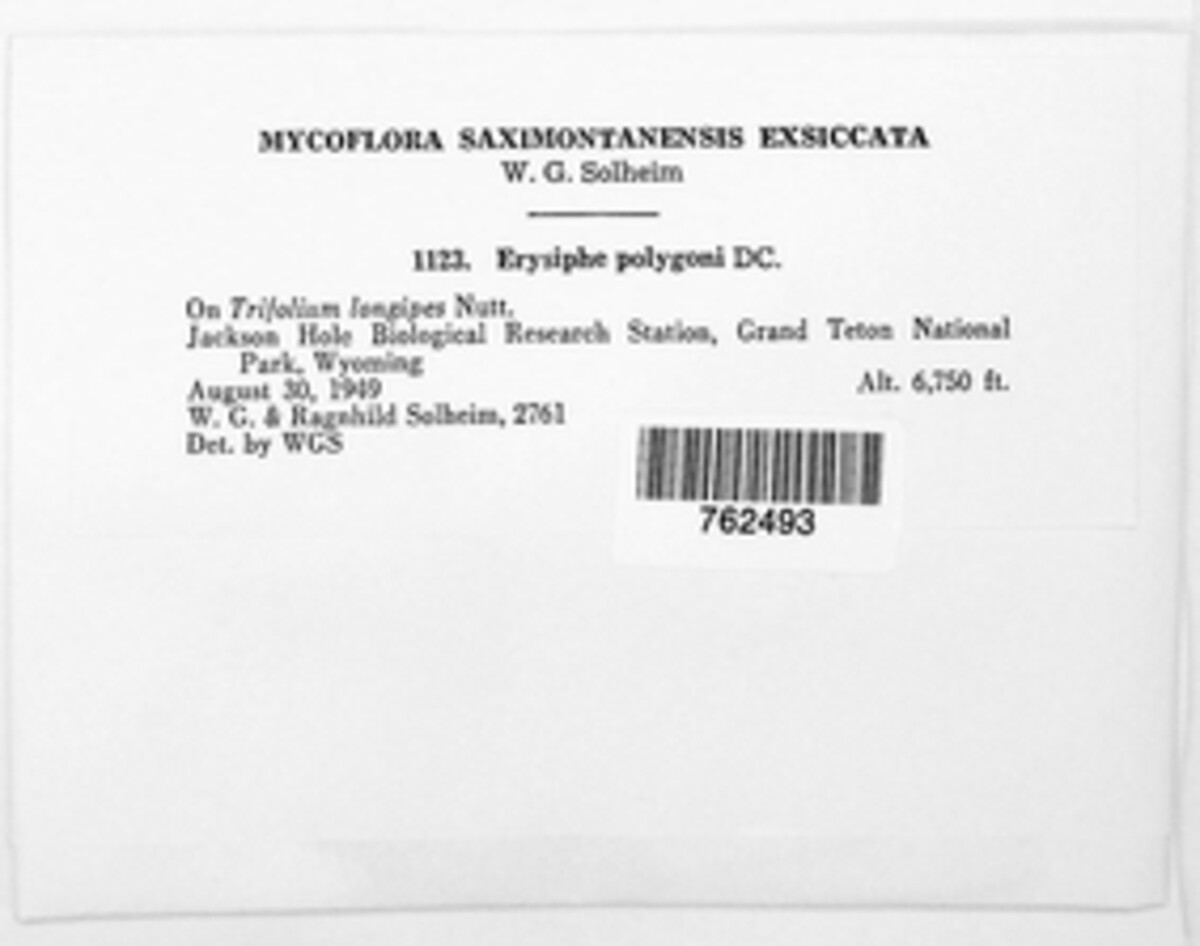 MYCOFLORA SAXIMONTANENSIS EXSICCATA
W. G. Solheim
1123. Erysiphe polygoni DC.
On Trifolium longipes Nutt.
Jackson Hole Biological Research Station, Grand Teton National
Park, Wyoming
August 30, 1949 Alt. 6,750 ft.
W. G. & Ragnhild Solheim, 2761
Det. by WGS
762493